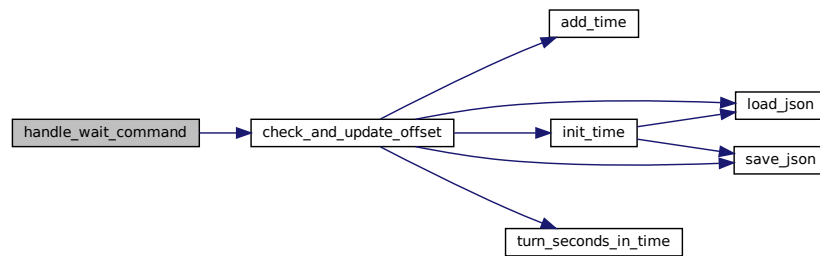 add_time
load_json
handle_wait_command
check_and_update_offset
init_time
save_json
turn_seconds_in_time